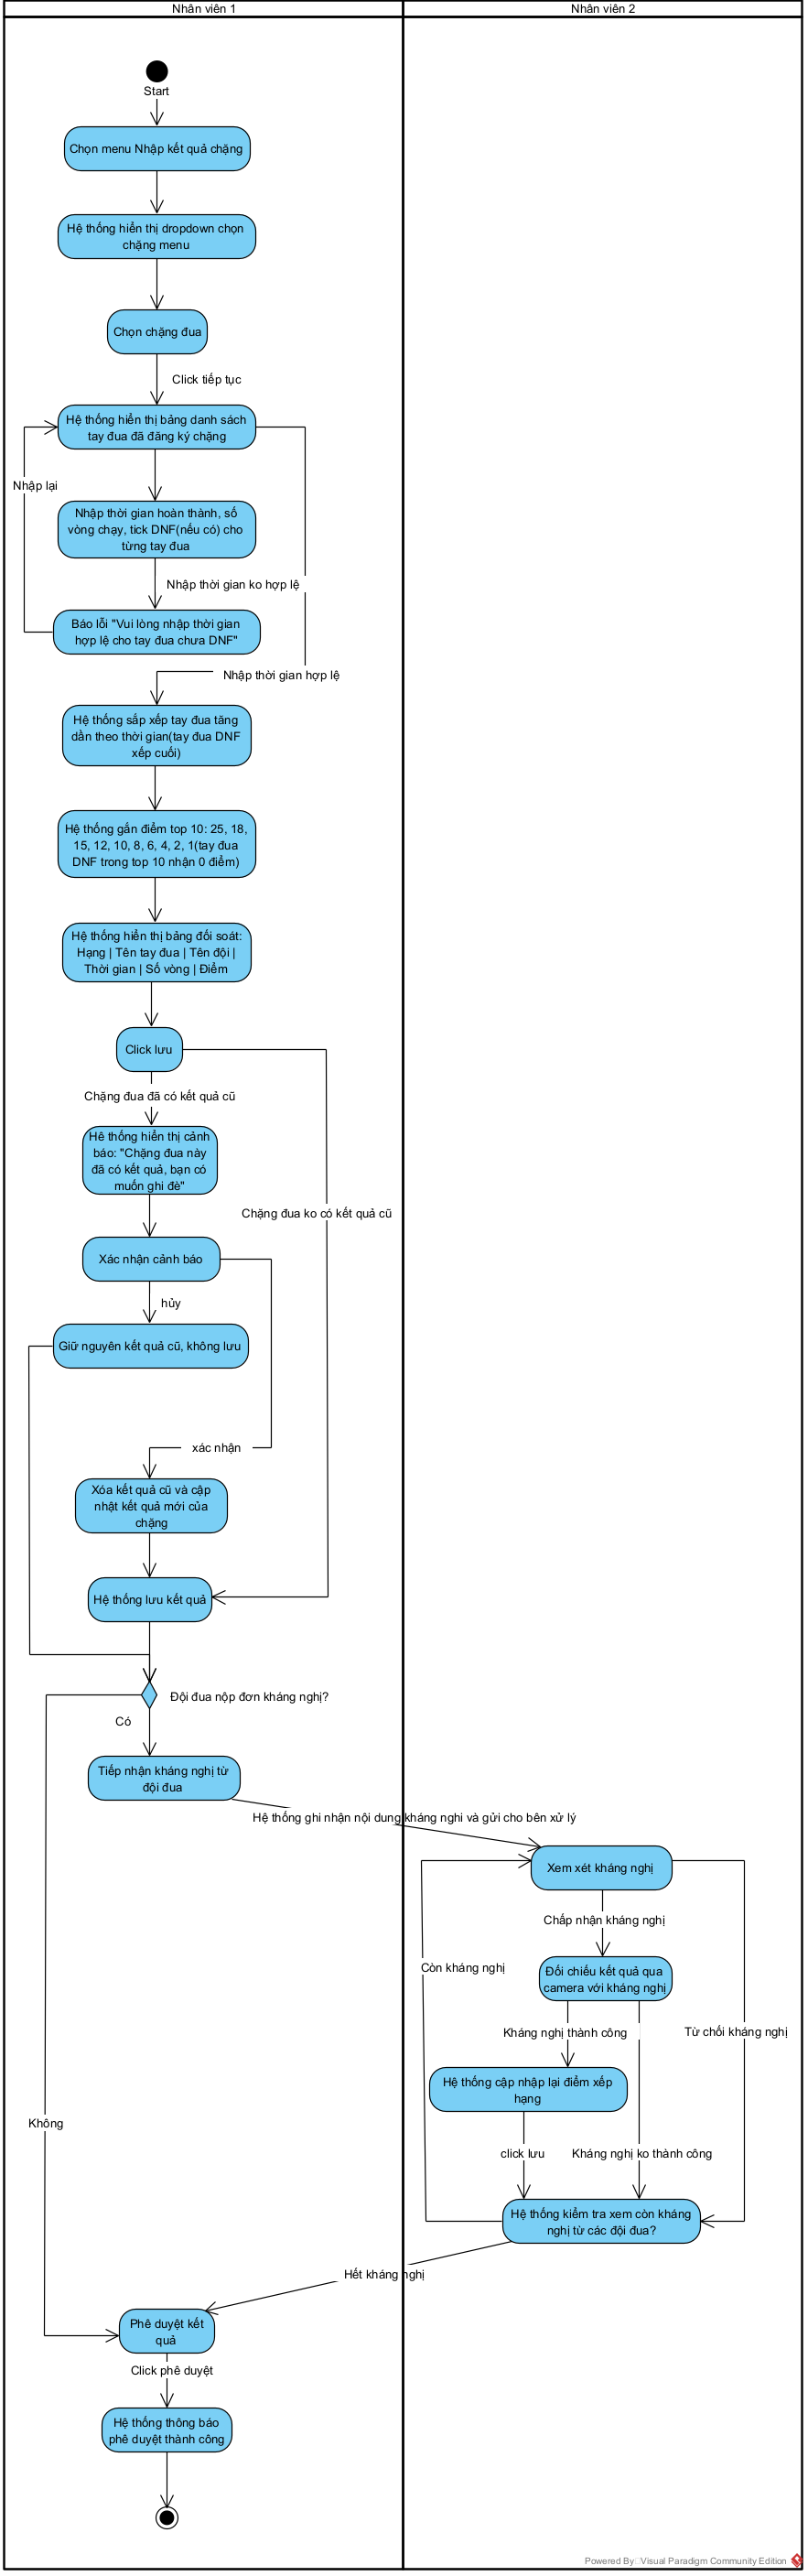 Nhân viên 1
Nhân viên 2
Start
Chọn menu Nhập kết quả chặng
Hệ thống hiển thị dropdown chọn
chặng menu
Chọn chặng đua
Click tiếp tục
Hệ thống hiển thị bảng danh sách
tay đua đã đăng ký chặng
Nhập lại
Nhập thời gian hoàn thành, số
vòng chạy, tick DNF(nếu có) cho
từng tay đua
Nhập thời gian ko hợp lệ
Báo lỗi "Vui lòng nhập thời gian
hợp lệ cho tay đua chưa DNF"
Nhập thời gian hợp lệ
Hệ thống sắp xếp tay đua tăng
dần theo thời gian(tay đua DNF
xếp cuối)
Hệ thống gắn điểm top 10: 25, 18,
15, 12, 10, 8, 6, 4, 2, 1(tay đua
DNF trong top 10 nhận 0 điểm)
Hệ thống hiển thị bảng đối soát:
Hạng | Tên tay đua | Tên đội |
Thời gian | Số vòng | Điểm
Click lưu
Chặng đua đã có kết quả cũ
Hê thống hiển thị cảnh
báo: "Chặng đua này
đã có kết quả, bạn có
muốn ghi đè"
Chặng đua ko có kết quả cũ
Xác nhận cảnh báo
hủy
Giữ nguyên kết quả cũ, không lưu
xác nhận
Xóa kết quả cũ và cập
nhật kết quả mới của
chặng
Hệ thống lưu kết quả
Đội đua nộp đơn kháng nghị?
Có
Tiếp nhận kháng nghị từ
đội đua
Hệ thống ghi nhận nội dung kháng nghi và gửi cho bên xử lý
Xem xét kháng nghị
Chấp nhận kháng nghị
Còn kháng nghị
Đối chiếu kết quả qua
camera với kháng nghị
Kháng nghị thành công
Từ chối kháng nghị
Hệ thống cập nhập lại điểm xếp
hạng
Không
click lưu
Kháng nghị ko thành công
Hệ thống kiểm tra xem còn kháng
nghị từ các đội đua?
Hết kháng nghị
Phê duyệt kết
quả
Click phê duyệt
Hệ thống thông báo
phê duyệt thành công
Powered By Visual Paradigm Community Edition